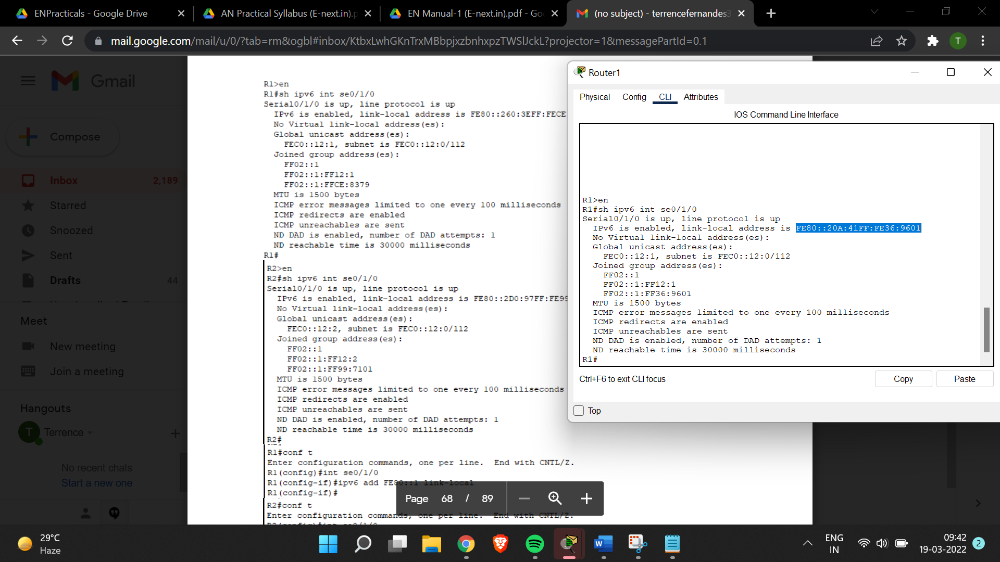 ENPracticals - Google Drive
AN Practical Syllabus (E-next.in).p
EN Manual-1 (E-next.in).pdf - Go
(no subject) - terrencefernandes3
mail.google.com/mail/u/0/?tab=rm&ogbl#inbox/KtbxLwhGKnTrxMBbpjxzbnhxpzTWSlJckL?projector=1&messagePartId=0.1
T
Gmail
Compose
Inbox 2,189
Starred
Snoozed
Sent
Drafts 44
Meet
New meeting
Join a meeting
Hangouts
T Terrence
No recent chats
Start a new one
R1>en
R1#sh ipv6 int se0/1/0
Serial0/1/0 is up, line protocol is up
IPv6 is enabled, link-local address is FE80::260:3EFF:FECE
No Virtual link-local address(es):
Global unicast address(es):
FEC0::12:1, subnet is FEC0::12:0/112
Joined group address(es):
FF02::1
FF02::1:FF12:1
FF02::1:FFCE:8379
MTU is 1500 bytes
ICMP error messages limited to one every 100 milliseconds
ICMP redirects are enabled
ICMP unreachables are sent
ND DAD is enabled, number of DAD attempts: 1
ND reachable time is 30000 milliseconds
R1#
R2>en
R2#sh ipv6 int se0/1/0
Serial0/1/0 is up, line protocol is up
IPv6 is enabled, link-local address is FE80::2D0:97FF:FE99
No Virtual link-local address(es):
Global unicast address(es):
FEC0::12:2, subnet is FEC0::12:0/112
Joined group address(es):
FF02::1
FF02::1:FF12:2
FF02::1:FF99:7101
MTU is 1500 bytes
ICMP error messages limited to one every 100 milliseconds
ICMP redirects are enabled
ICMP unreachables are sent
ND DAD is enabled, number of DAD attempts: 1
ND reachable time is 30000 milliseconds
R2#
R1#conf t
Enter configuration commands, one per line. End with CNTL/Z.
R1(config)#int se0/1/0
R1(config-if)#ipv6 add FE80::1 link-local
R1(config-if)#
R2#conf t
Enter configuration commands, one per line. End with CNTL/Z.
Page 68 / 89
Router1
Physical Config CLI Attributes
IOS Command Line Interface
R1>en
R1#sh ipv6 int se0/1/0
Serial0/1/0 is up, line protocol is up
IPv6 is enabled, link-local address is FE80::20A:41FF:FE36:9601
No Virtual link-local address(es):
Global unicast address(es):
FEC0::12:1, subnet is FEC0::12:0/112
Joined group address(es):
FF02::1
FF02::1:FF12:1
FF02::1:FF36:9601
MTU is 1500 bytes
ICMP error messages limited to one every 100 milliseconds
ICMP redirects are enabled
ICMP unreachables are sent
ND DAD is enabled, number of DAD attempts: 1
ND reachable time is 30000 milliseconds
R1#
Ctrl+F6 to exit CLI focus
Copy Paste
Top
29°C
Haze
W
ENG
IN
09:42
19-03-2022
2